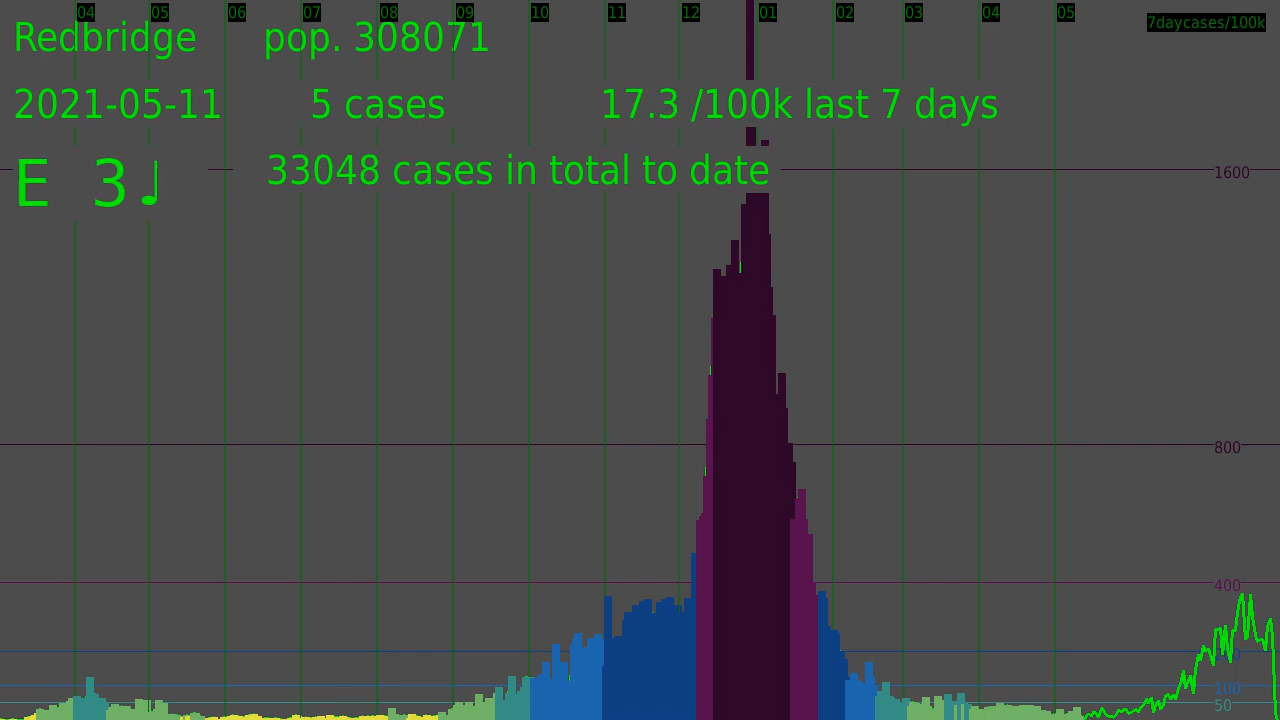 04 05 06 07 08 09 10 11 12 01 02 03 04 05
7daycases/100k
Redbridge pop. 308071
2021-05-11 5 cases 17.3 /100k last 7 days
E 3♩ 33048 cases in total to date
1600
800
400
100
50